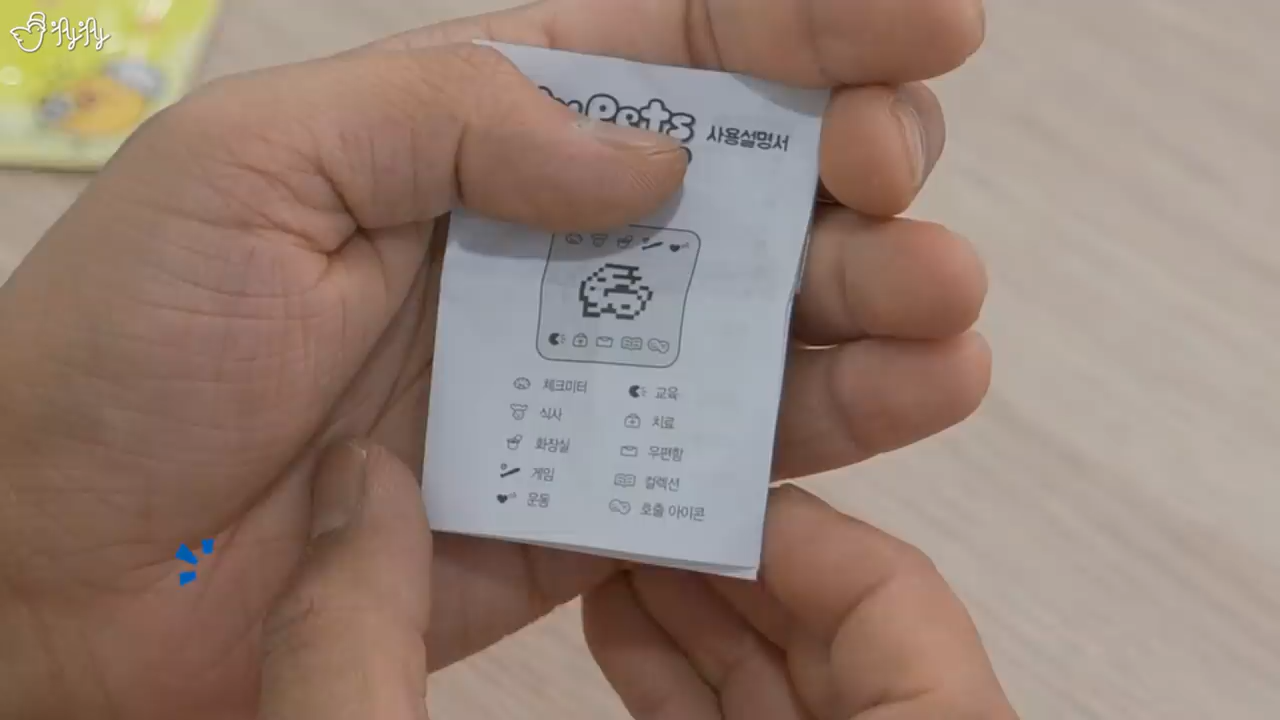 Pets 사용설명서
체크미터
식사
화장실
게임
운동
교육
치료
우편함
컬렉션
호출 아이콘